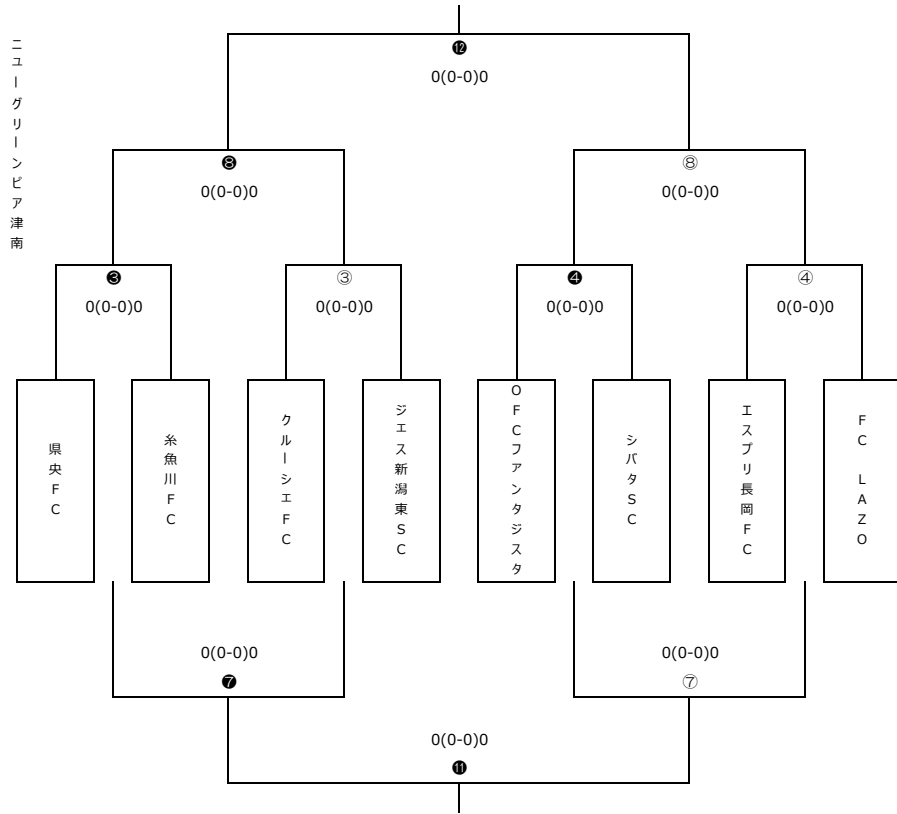 ニューグリーンピア津南
⓬
0(0-0)0
❽
⑧
0(0-0)0
0(0-0)0
❸
③
❹
④
0(0-0)0
0(0-0)0
0(0-0)0
0(0-0)0
県央FC
糸魚川FC
クルーシェFC
ジェス新潟東SC
OFCファンタジスタ
シバタSC
エスプリ長岡FC
FC LAZO
0(0-0)0
0(0-0)0
❼
⑦
0(0-0)0
⓫